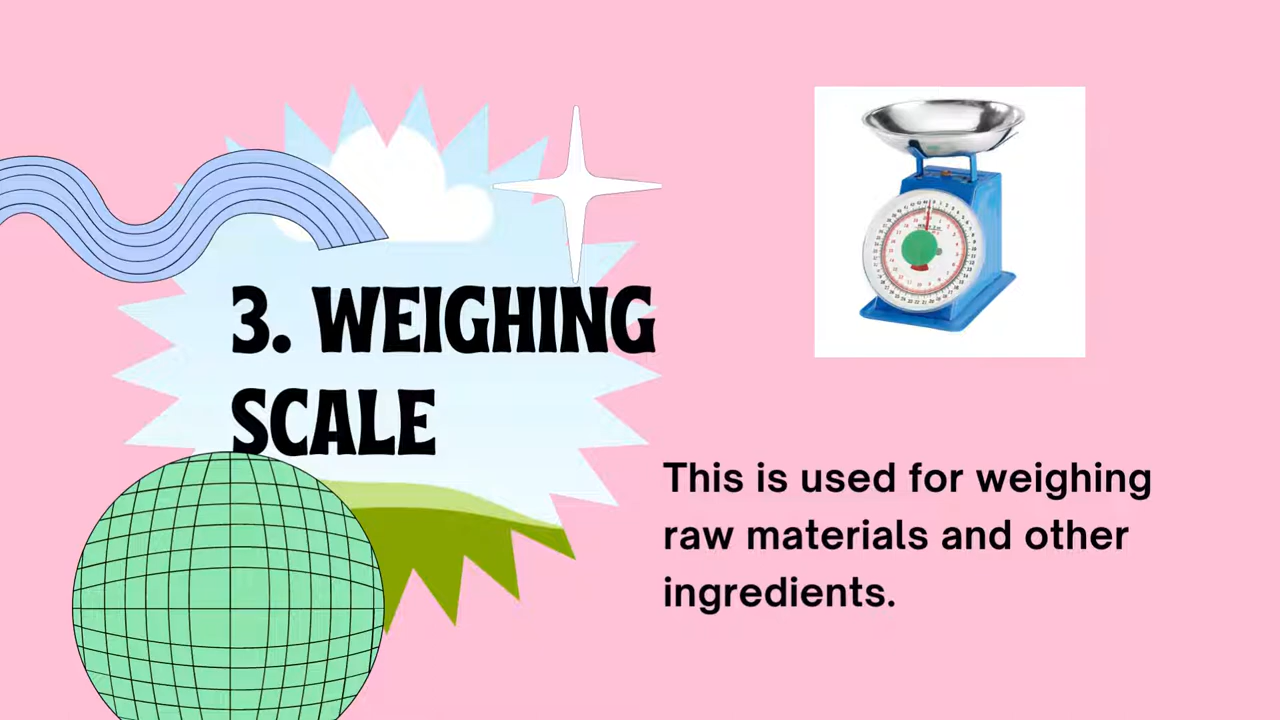 3. WEIGHING
SCALE
This is used for weighing
raw materials and other
ingredients.